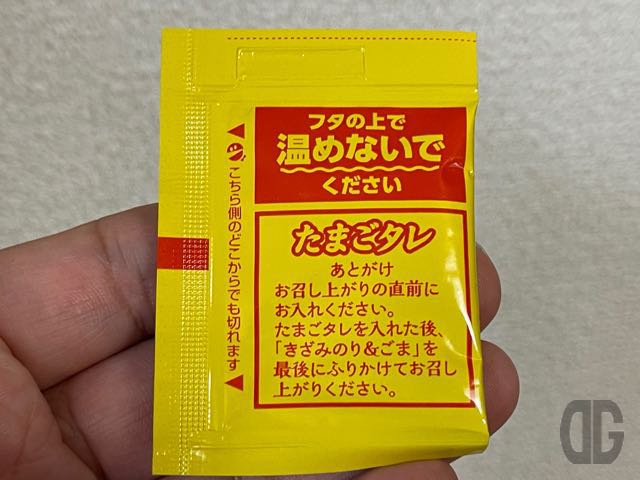 フタの上で
温めないで
ください
こちら側のどこからでも切れます
たまごタレ
あとがけ
お召し上がりの直前に
お入れください。
たまごタレを入れた後、
「きざみのり&ごま」を
最後にふりかけてお召し
上がりください。
DG